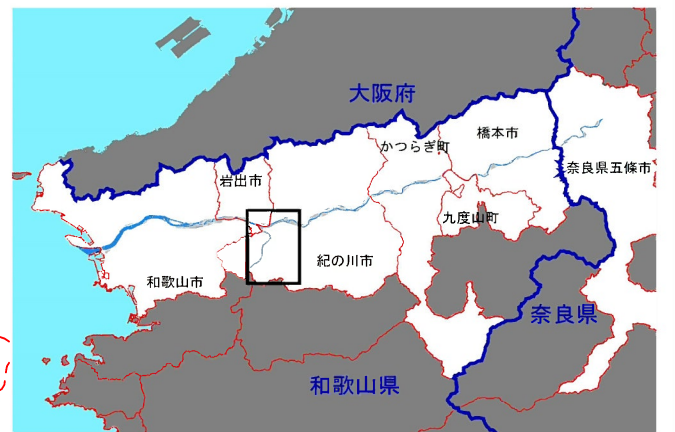 大阪府
橋本市
かつらぎ町
奈良県五條市
岩出市
九度山町
紀の川市
和歌山市
奈良県
和歌山県